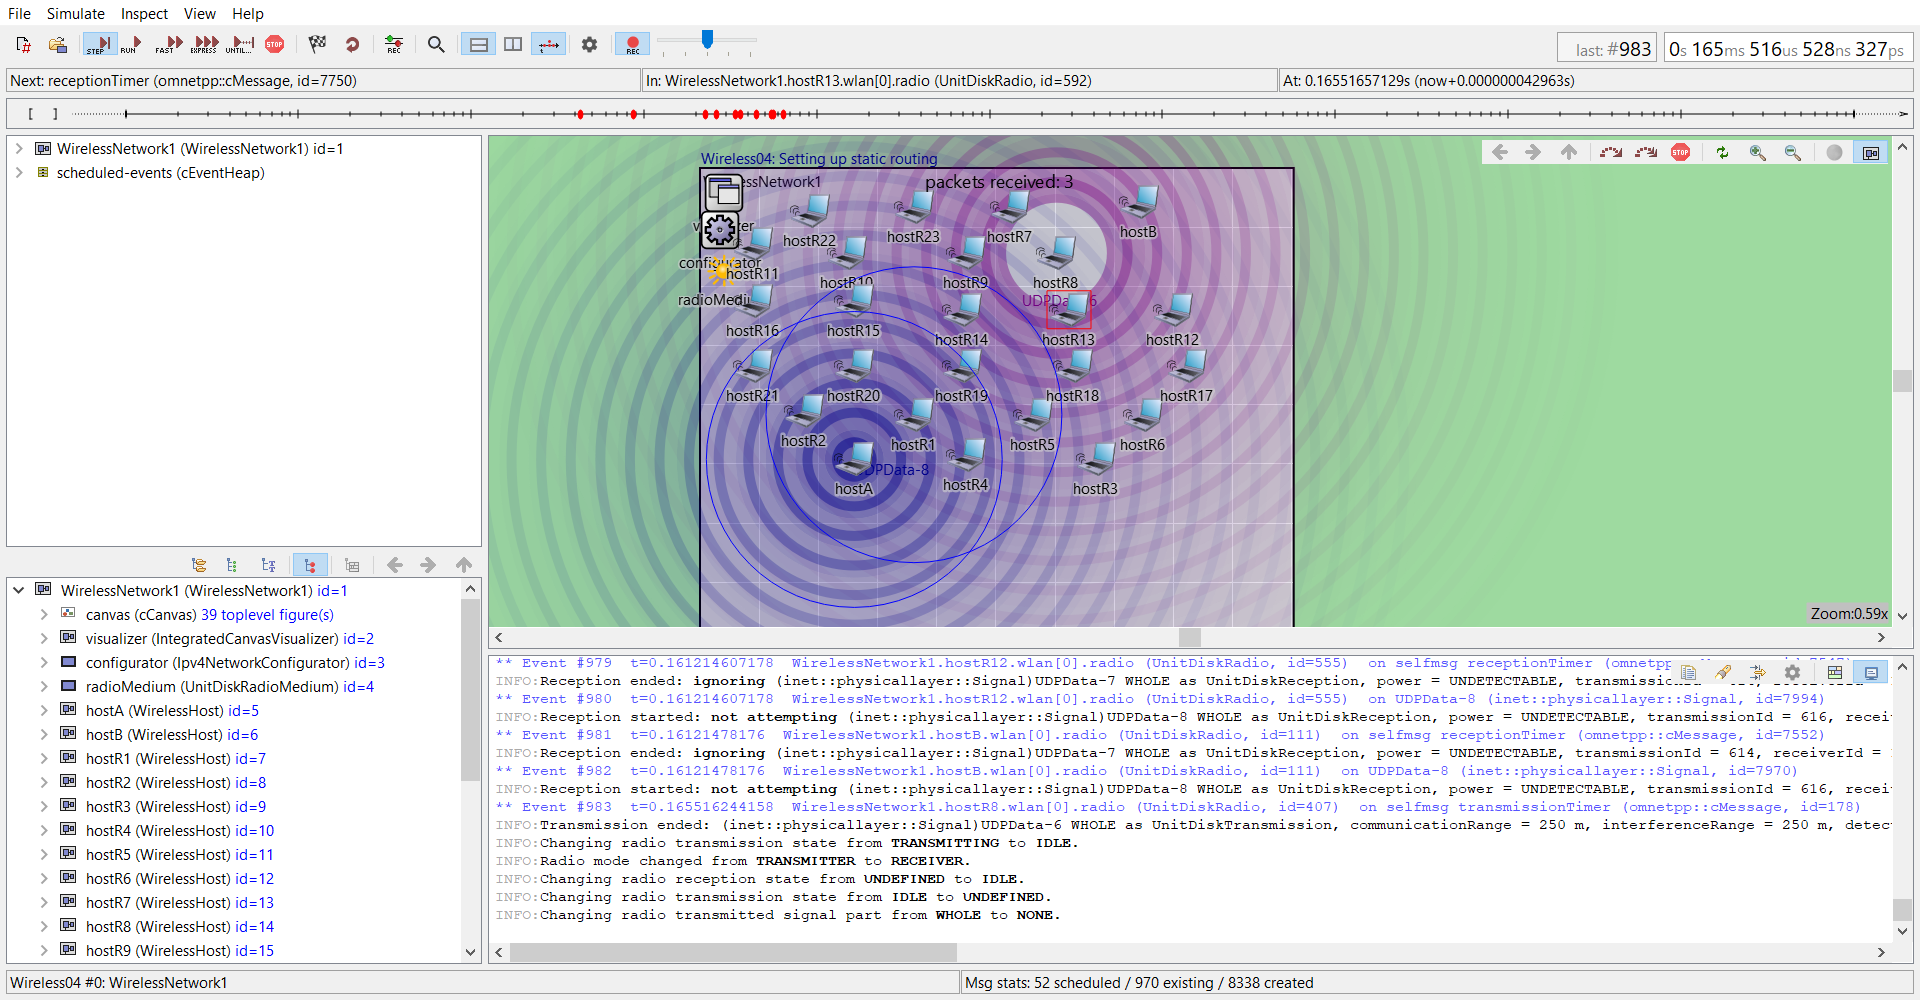 File Simulate Inspect View Help
STEP RUN FAST EXPRESS UNTIL... STOP REC REC
last: #983 0s 165ms 516us 528ns 327ps
Next: receptionTimer (omnetpp::cMessage, id=7750) In: WirelessNetwork1.hostR13.wlan[0].radio (UnitDiskRadio, id=592) At: 0.16551657129s (now+0.000000042963s)
[ ]
WirelessNetwork1 (WirelessNetwork1) id=1
scheduled-events (cEventHeap)
WirelessNetwork1 (WirelessNetwork1) id=1
canvas (cCanvas) 39 toplevel figure(s)
visualizer (IntegratedCanvasVisualizer) id=2
configurator (Ipv4NetworkConfigurator) id=3
radioMedium (UnitDiskRadioMedium) id=4
hostA (WirelessHost) id=5
hostB (WirelessHost) id=6
hostR1 (WirelessHost) id=7
hostR2 (WirelessHost) id=8
hostR3 (WirelessHost) id=9
hostR4 (WirelessHost) id=10
hostR5 (WirelessHost) id=11
hostR6 (WirelessHost) id=12
hostR7 (WirelessHost) id=13
hostR8 (WirelessHost) id=14
hostR9 (WirelessHost) id=15
Wireless04: Setting up static routing
STOP
packets received: 3
hostR22
hostR23
hostR7
hostB
configurator
hostR11
hostR10
hostR9
hostR8
hostR16
hostR15
hostR14
hostR13
hostR12
hostR21
hostR20
hostR19
hostR18
hostR17
hostR2
hostR1
hostR5
hostR6
hostA
hostR4
hostR3
Zoom:0.59x
** Event #979 t=0.161214607178 WirelessNetwork1.hostR12.wlan[0].radio (UnitDiskRadio, id=555) on selfmsg receptionTimer
INFO:Reception ended: ignoring (inet::physicallayer::Signal)UDPData-7 WHOLE as UnitDiskReception, power = UNDETECTABLE,
** Event #980 t=0.161214607178 WirelessNetwork1.hostR12.wlan[0].radio (UnitDiskRadio, id=555) on UDPData-8 (inet::physicallayer::Signal, id=7994)
INFO:Reception started: not attempting (inet::physicallayer::Signal)UDPData-8 WHOLE as UnitDiskReception, power = UNDETECTABLE, transmissionId = 616, recei
** Event #981 t=0.16121478176 WirelessNetwork1.hostB.wlan[0].radio (UnitDiskRadio, id=111) on selfmsg receptionTimer (omnetpp::cMessage, id=7552)
INFO:Reception ended: ignoring (inet::physicallayer::Signal)UDPData-7 WHOLE as UnitDiskReception, power = UNDETECTABLE, transmissionId = 614, receiverId =
** Event #982 t=0.16121478176 WirelessNetwork1.hostB.wlan[0].radio (UnitDiskRadio, id=111) on UDPData-8 (inet::physicallayer::Signal, id=7970)
INFO:Reception started: not attempting (inet::physicallayer::Signal)UDPData-8 WHOLE as UnitDiskReception, power = UNDETECTABLE, transmissionId = 616, recei
** Event #983 t=0.165516244158 WirelessNetwork1.hostR8.wlan[0].radio (UnitDiskRadio, id=407) on selfmsg transmissionTimer (omnetpp::cMessage, id=178)
INFO:Transmission ended: (inet::physicallayer::Signal)UDPData-6 WHOLE as UnitDiskTransmission, communicationRange = 250 m, interferenceRange = 250 m, detec
INFO:Changing radio transmission state from TRANSMITTING to IDLE.
INFO:Radio mode changed from TRANSMITTER to RECEIVER.
INFO:Changing radio reception state from UNDEFINED to IDLE.
INFO:Changing radio transmission state from IDLE to UNDEFINED.
INFO:Changing radio transmitted signal part from WHOLE to NONE.
Wireless04 #0: WirelessNetwork1 Msg stats: 52 scheduled / 970 existing / 8338 created